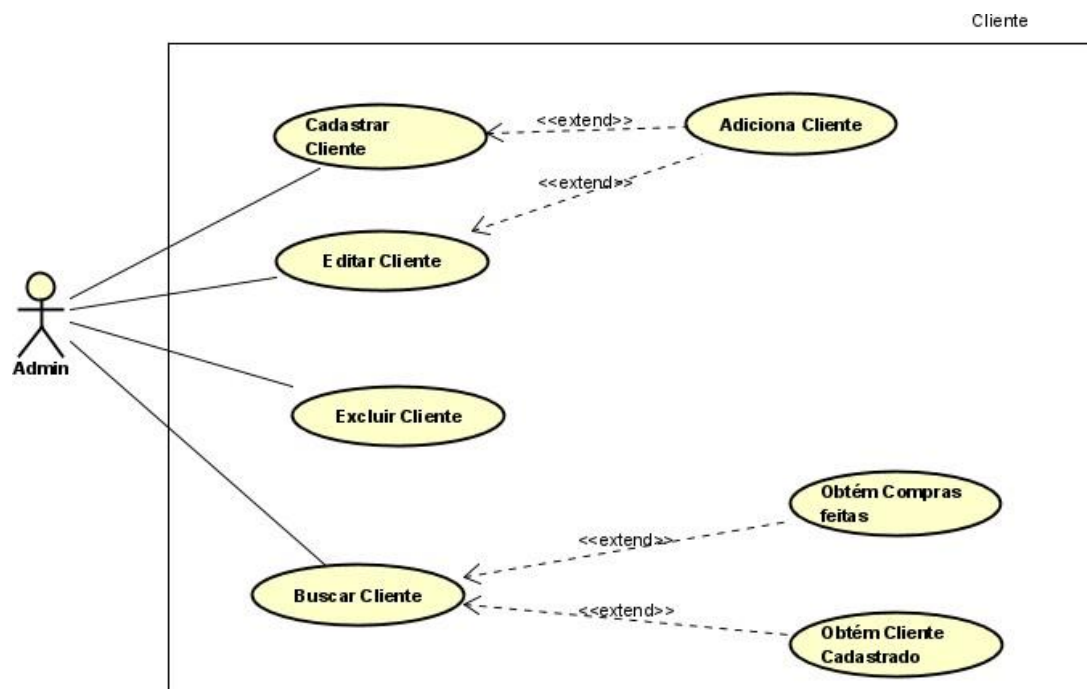 Cliente
Cadastrar
Cliente
<<extend>>
Adiciona Cliente
<<extend>>
Editar Cliente
Admin
Excluir Cliente
Obtém Compras
feitas
<<extend>>
Buscar Cliente
<<extend>>
Obtém Cliente
Cadastrado